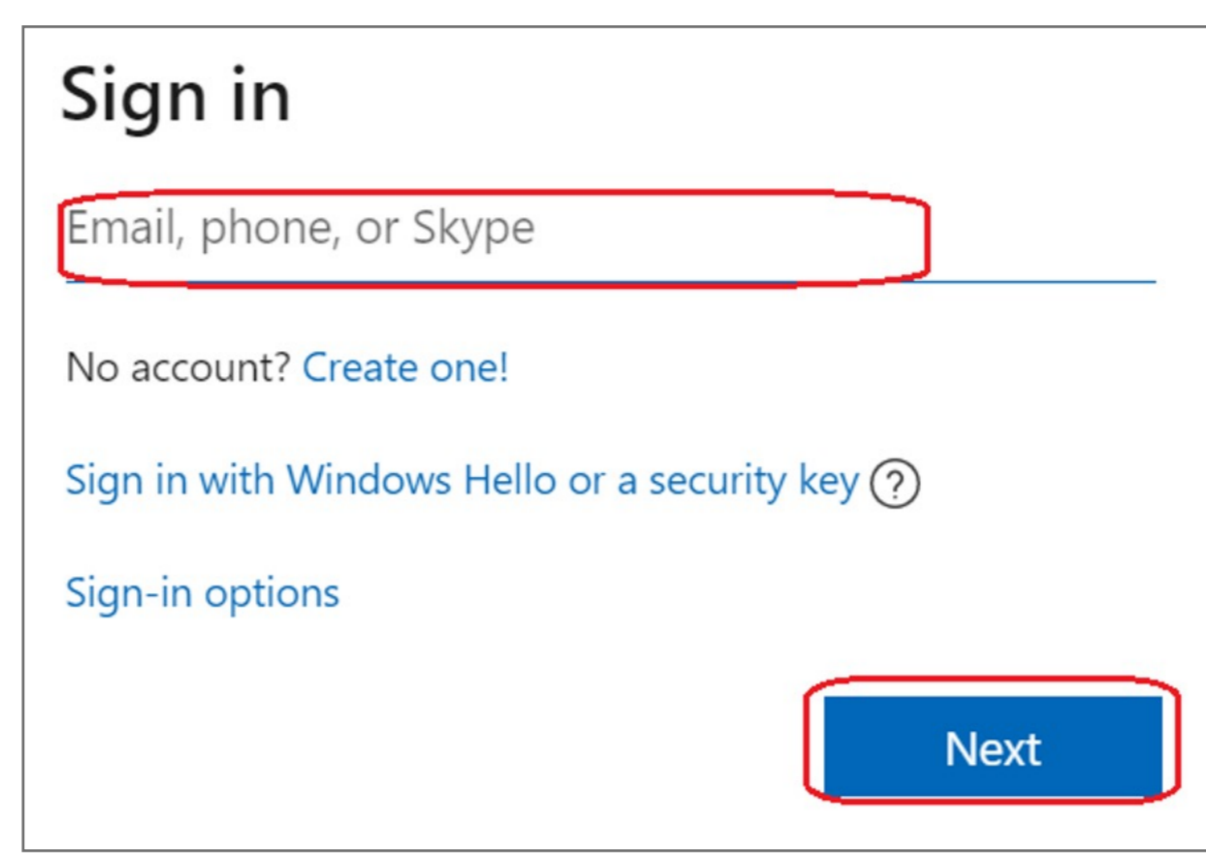 Sign in
Email, phone, or Skype
No account? Create one!
Sign in with Windows Hello or a security key ?
Sign-in options
Next